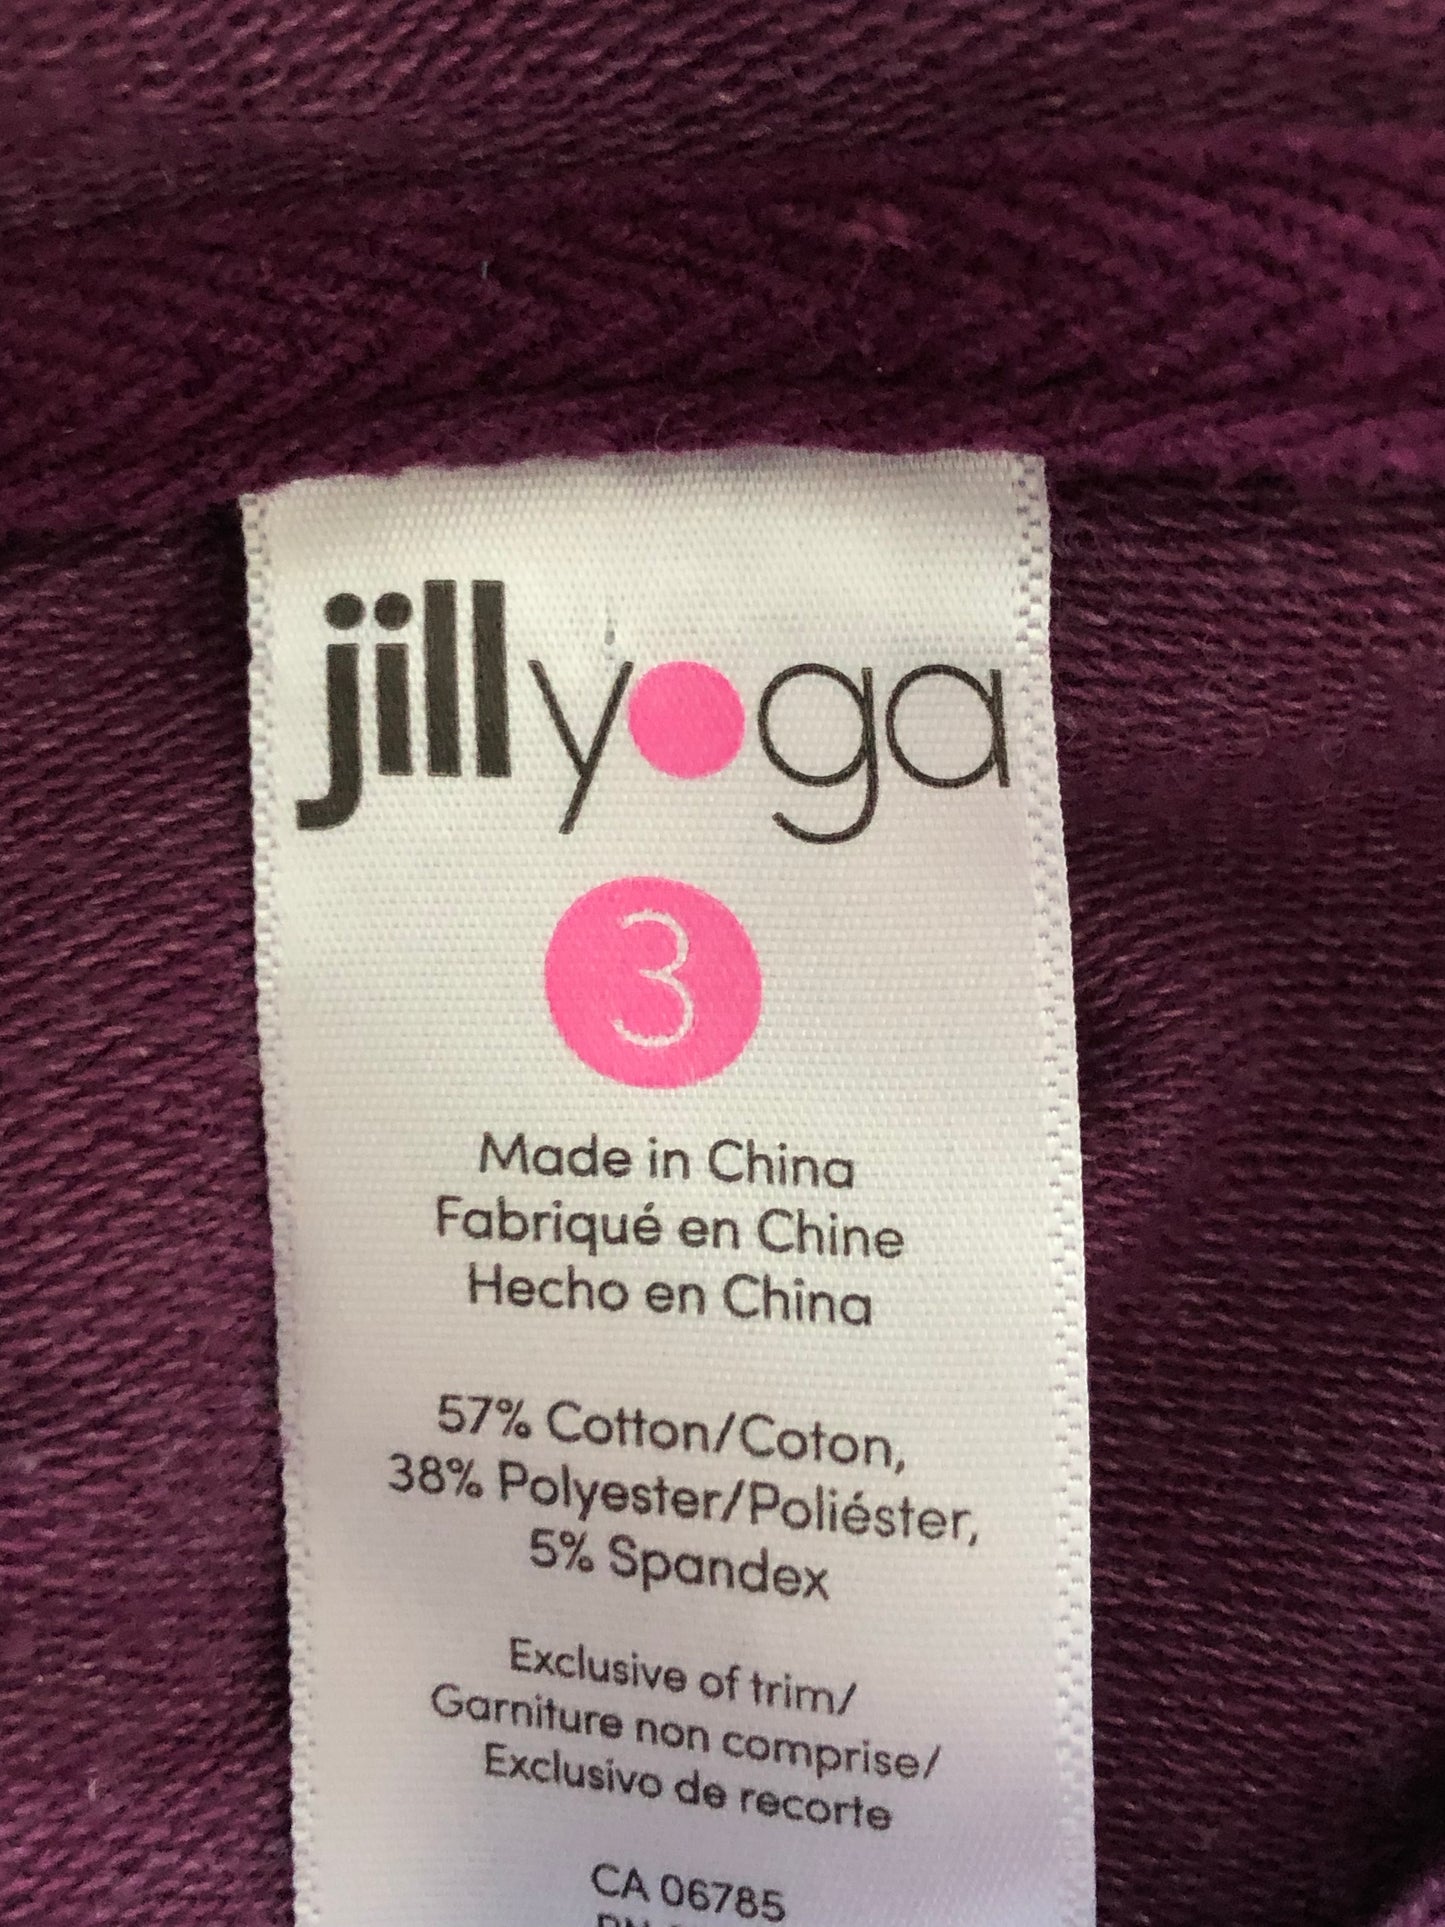 jillyoga
3
Made in China
Fabriqué en Chine
Hecho en China
57% Cotton/Coton,
38% Polyester/Poliéster,
5% Spandex
Exclusive of trim/
Garniture non comprise/
Exclusivo de recorte
CA 06785